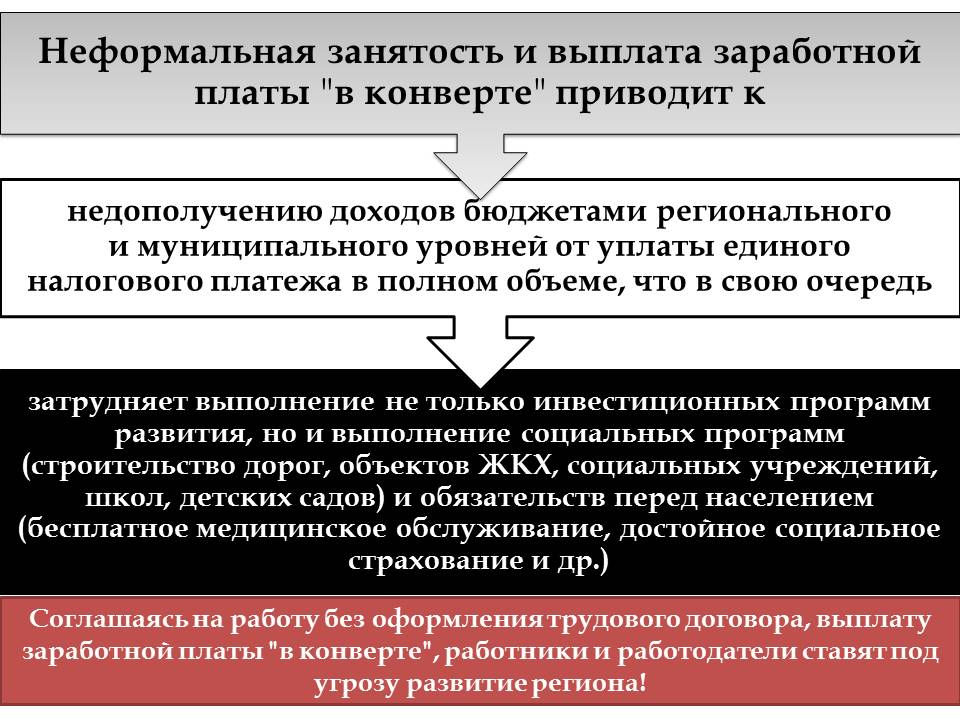 Неформальная занятость и выплата заработной
платы "в конверте" приводит к
недополучению доходов бюджетами регионального
и муниципального уровней от уплаты единого
налогового платежа в полном объеме, что в свою очередь
затрудняет выполнение не только инвестиционных программ
развития, но и выполнение социальных программ
(строительство дорог, объектов ЖКХ, социальных учреждений,
школ, детских садов) и обязательств перед населением
(бесплатное медицинское обслуживание, достойное социальное
страхование и др.)
Соглашаясь на работу без оформления трудового договора, выплату
заработной платы "в конверте", работники и работодатели ставят под
угрозу развитие региона!